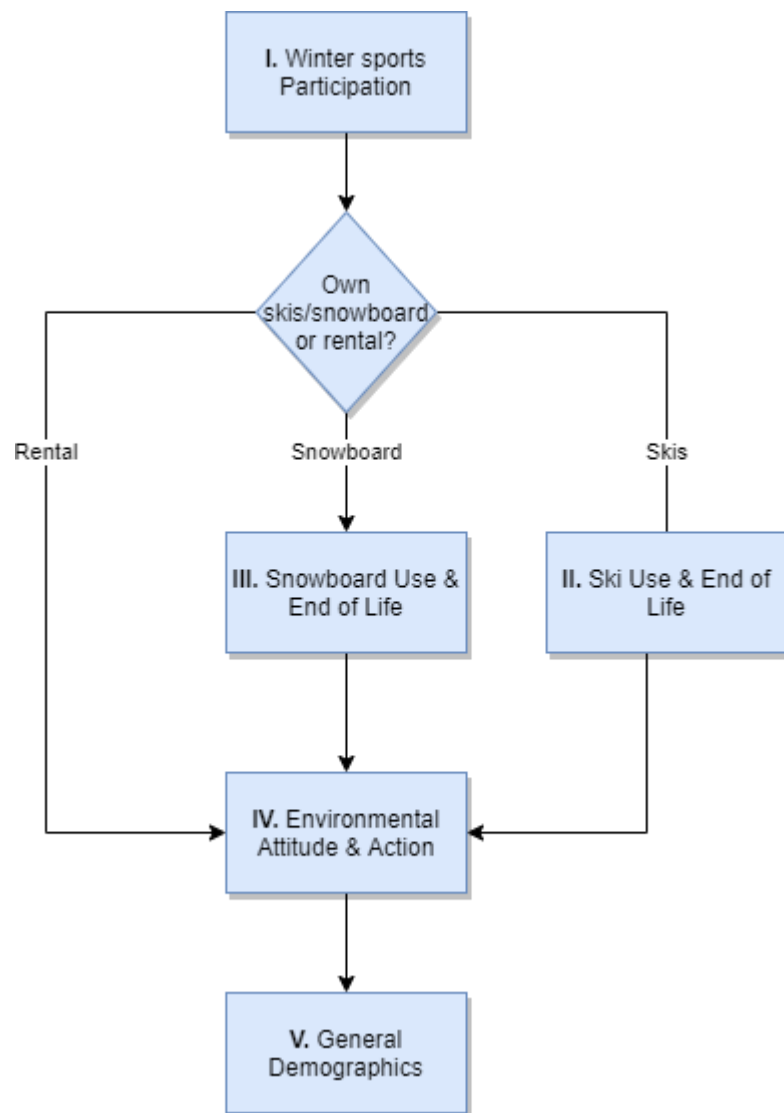 I. Winter sports
Participation
Own
skis/snowboard
or rental?
Rental
Snowboard
Skis
III. Snowboard Use &
End of Life
II. Ski Use & End of
Life
IV. Environmental
Attitude & Action
V. General
Demographics